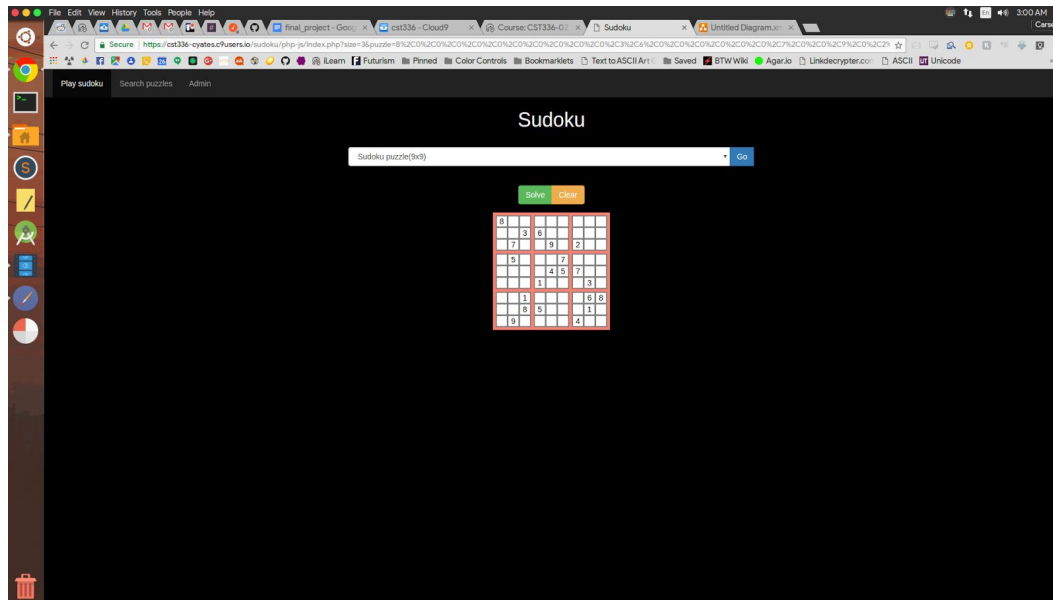 File Edit View History Tools People Help
En
3:00 AM
final_project - Goog
cst336 - Cloud9
Course: CST336-02
Sudoku
Untitled Diagram.x
Carse
Secure https://cst336-cyates.c9users.io/sudoku/php-js/index.php?size=3&puzzle=8%2C0%2C0%2C0%2C0%2C0%2C0%2C0%2C0%2C0%2C0%2C3%2C6%2C0%2C0%2C0%2C0%2C0%2C0%2C7%2C0%2C0%2C9%2C0%2C2%
iLearn Futurism Pinned Color Controls Bookmarklets Text to ASCII Art Saved BTW Wiki Agar.io Linkdecrypter.com ASCII Unicode
Play sudoku Search puzzles Admin
Sudoku
Sudoku puzzle(9x9) Go
Solve Clear
8
3 6
7 9 2
5 7
4 5 7
1 3
1 6 8
8 5 1
9 4